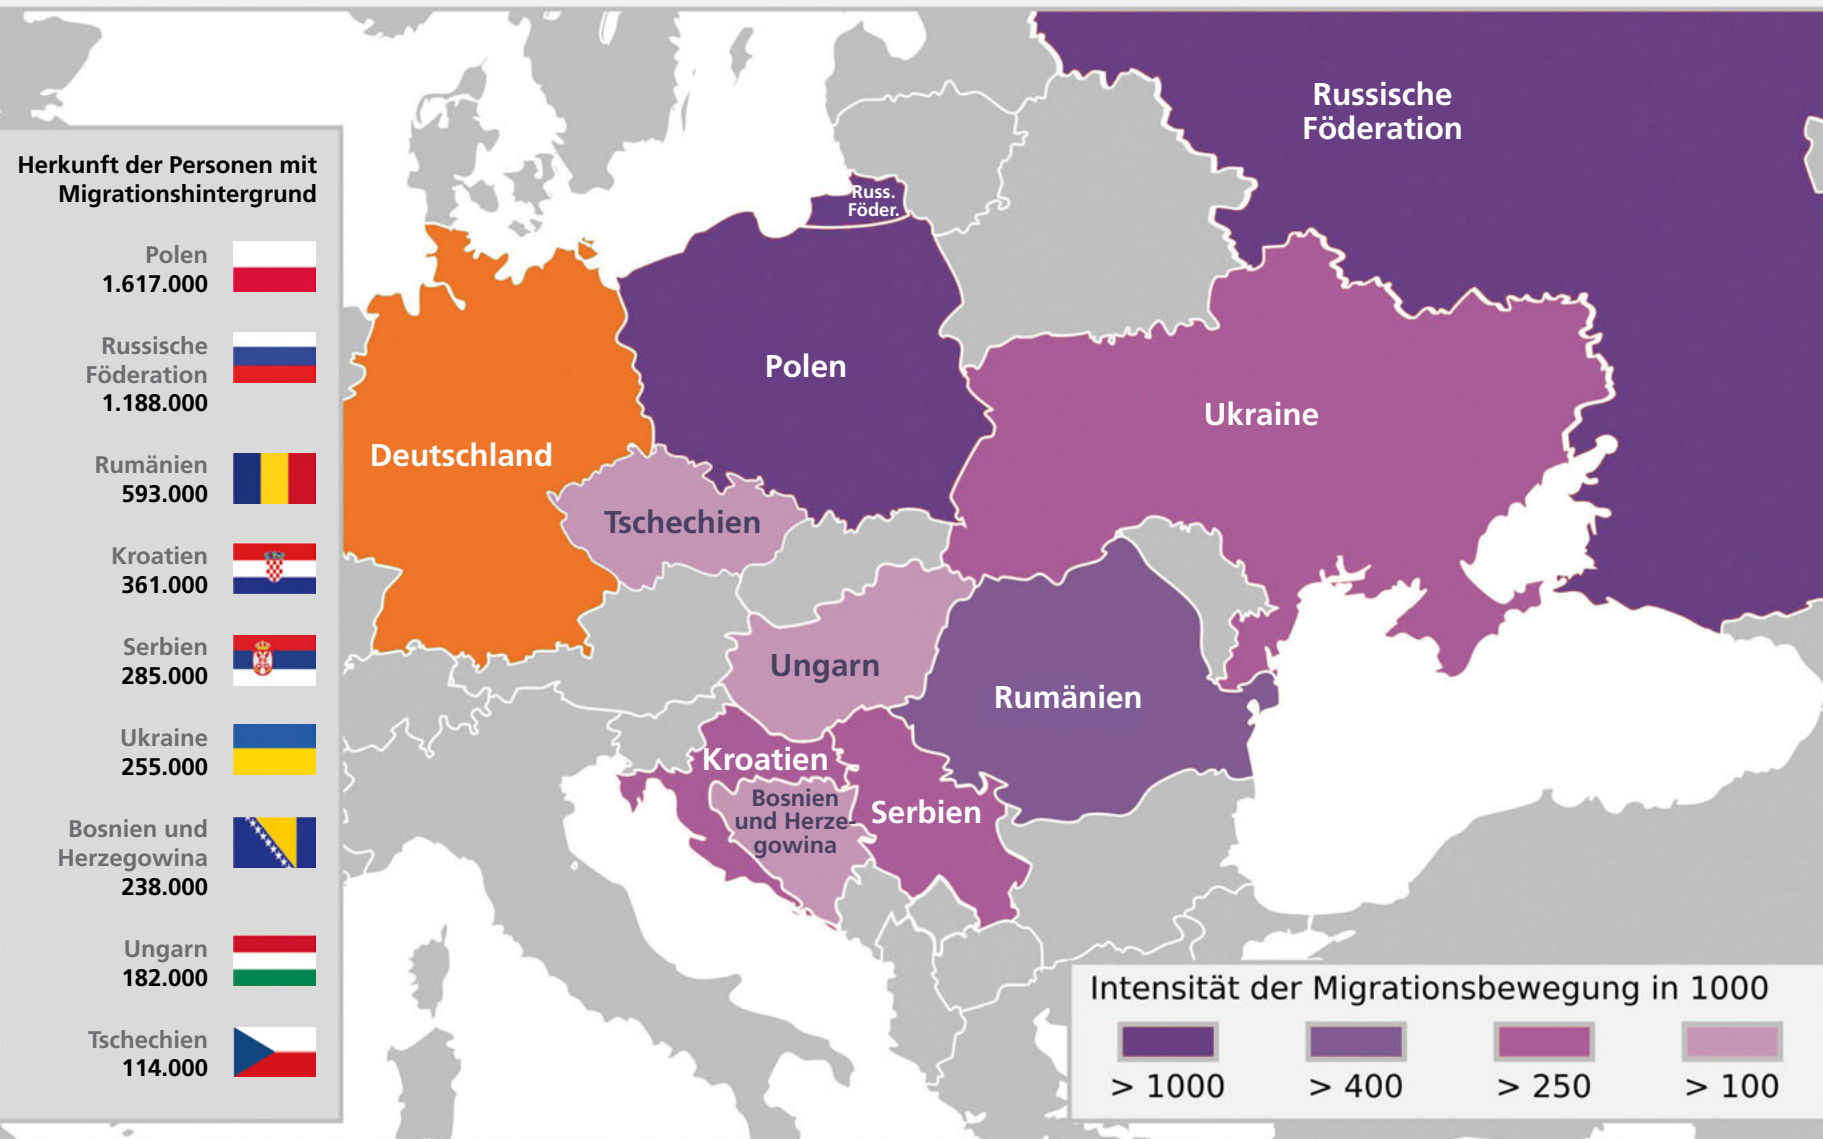 Herkunft der Personen mit
Migrationshintergrund
Polen
1.617.000
Russische
Föderation
1.188.000
Rumänien
593.000
Kroatien
361.000
Serbien
285.000
Ukraine
255.000
Bosnien und
Herzegowina
238.000
Ungarn
182.000
Tschechien
114.000
Russische
Föderation
Russ.
Föder.
Polen
Ukraine
Deutschland
Tschechien
Ungarn
Rumänien
Kroatien
Bosnien
und Herze-
gowina
Serbien
Intensität der Migrationsbewegung in 1000
> 1000
> 400
> 250
> 100